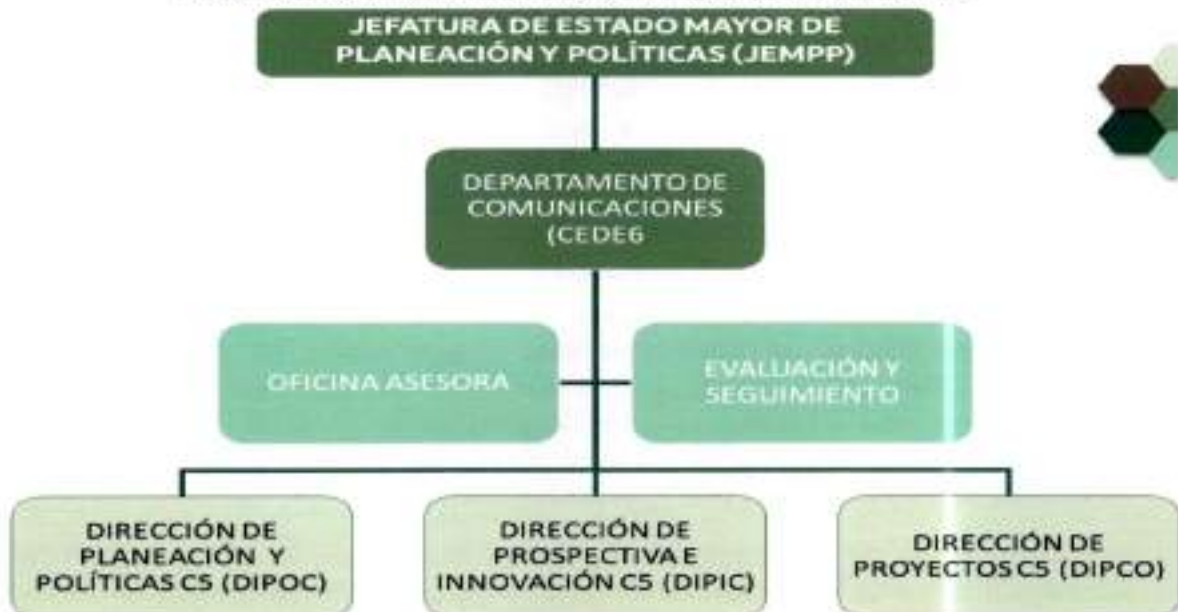 JEFATURA DE ESTADO MAYOR DE
PLANEACIÓN Y POLÍTICAS (JEMPP)
DEPARTAMENTO DE
COMUNICACIONES
(CEDE6
OFICINA ASESORA
EVALUACIÓN Y
SEGUIMIENTO
DIRECCIÓN DE
PLANEACIÓN Y
POLÍTICAS C5 (DIPOC)
DIRECCIÓN DE
PROSPECTIVA E
INNOVACIÓN C5 (DIPIC)
DIRECCIÓN DE
PROYECTOS C5 (DIPCO)